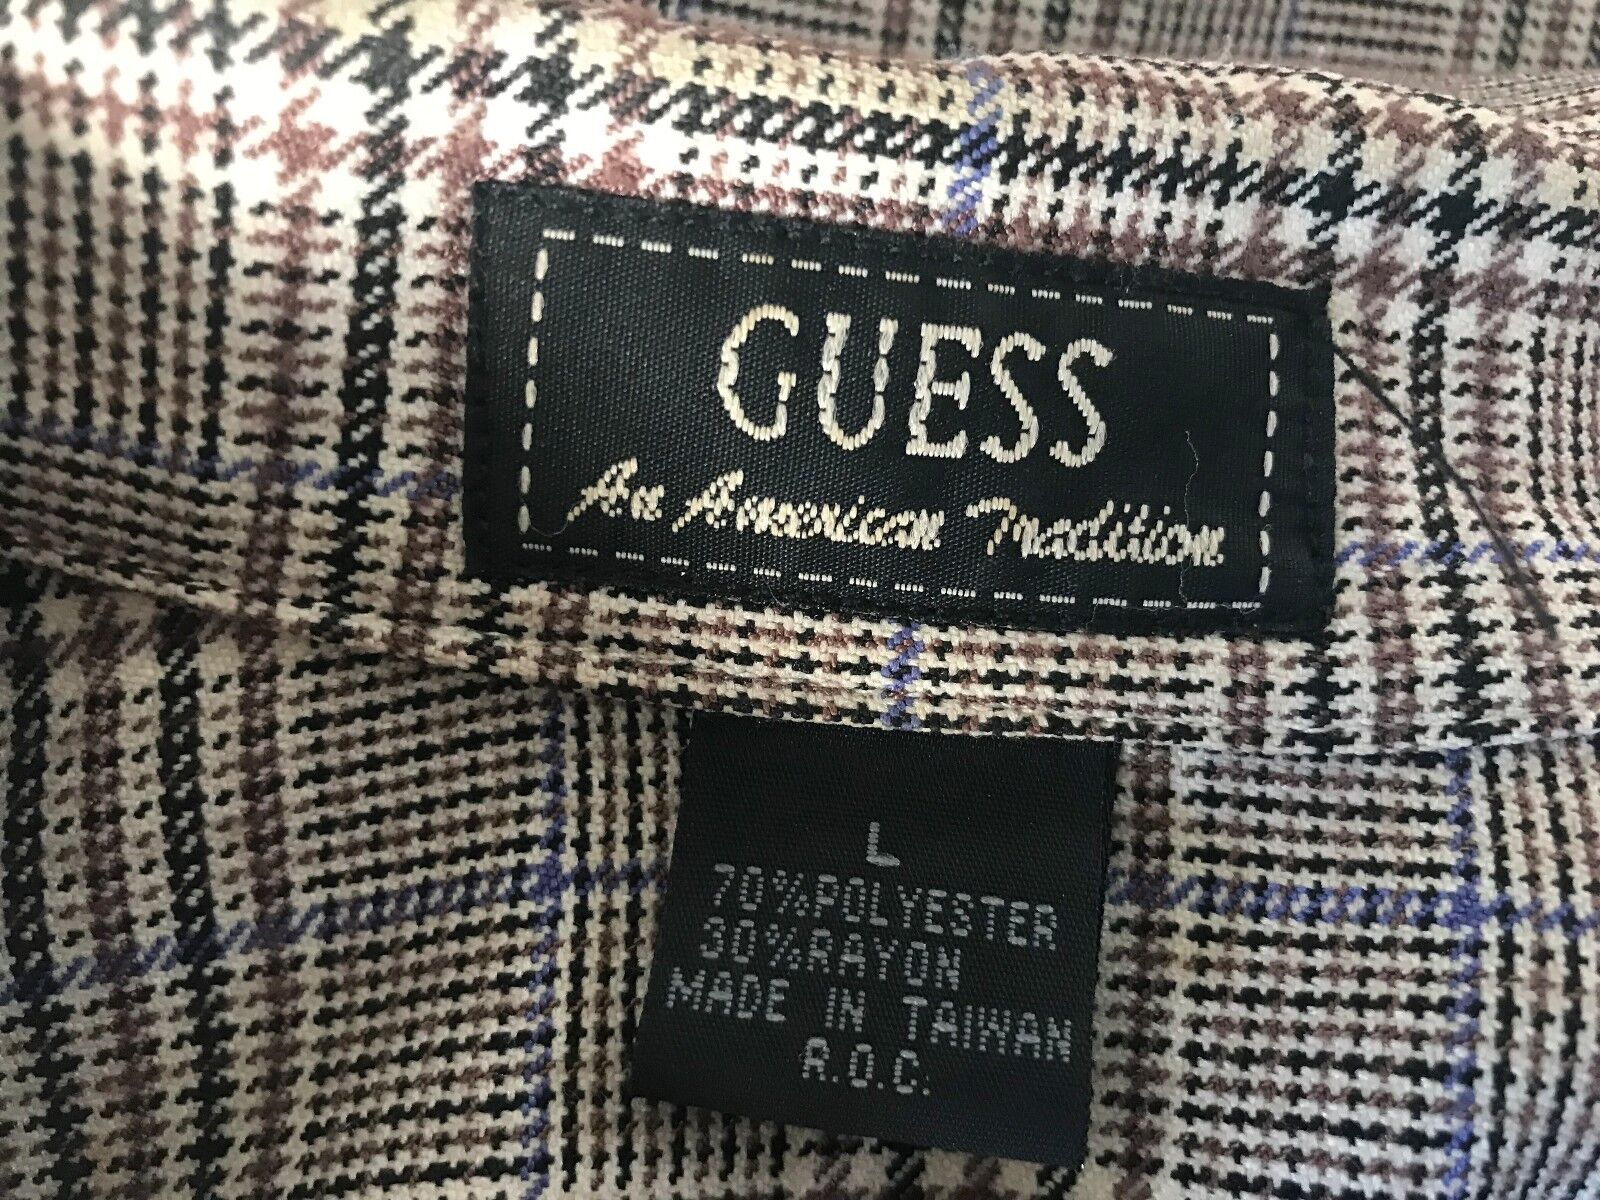 GUESS
An American Tradition
L
70%POLYESTER
30%RAYON
MADE IN TAIWAN
R.O.C.